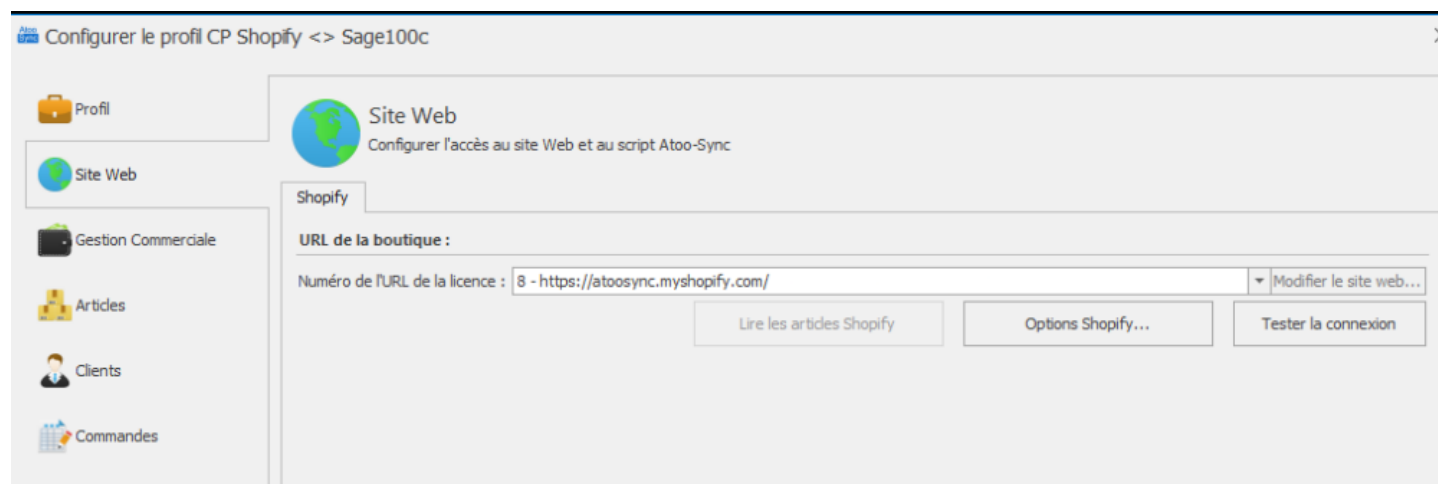 Configurer le profil CP Shopify <> Sage100c
Profil
Site Web
Gestion Commerciale
Articles
Clients
Commandes
Site Web
Configurer l'accès au site Web et au script Atoo-Sync
Shopify
URL de la boutique :
Numéro de l'URL de la licence : 8 - https://atoosync.myshopify.com/ Modifier le site web...
Lire les articles Shopify Options Shopify... Tester la connexion